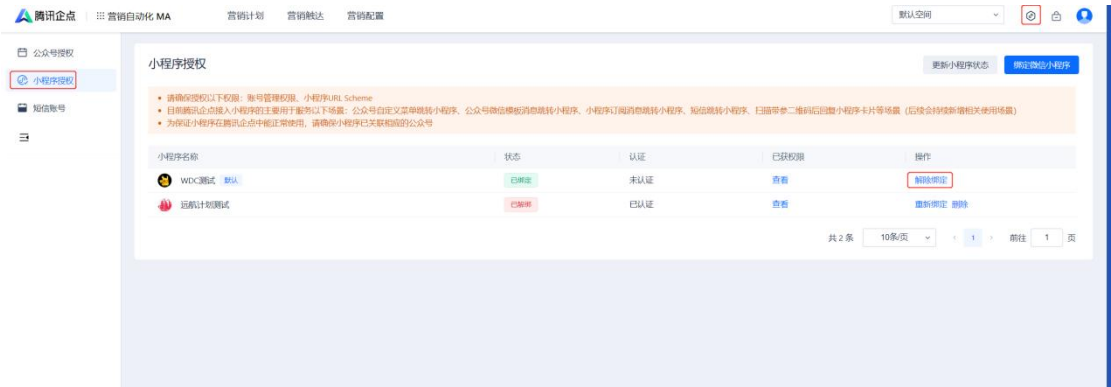 腾讯企点 营销自动化 MA 营销计划 营销触达 营销配置 默认空间
公众号授权
小程序授权
短信账号
小程序授权 更新小程序状态 绑定微信小程序
• 请确保授权以下权限：账号管理权限、小程序URL Scheme
• 目前腾讯企点接入小程序的主要用于服务以下场景：公众号自定义菜单跳转小程序、公众号微信模板消息跳转小程序、小程序订阅消息跳转小程序、短信跳转小程序、扫描带参二维码后回复小程序卡片等场景（后续会持续新增相关使用场景）
• 为保证小程序在腾讯企点中能正常使用，请确保小程序已关联相应的公众号
小程序名称 状态 认证 已获权限 操作
WDC测试 默认 已绑定 未认证 查看 解除绑定
远航计划测试 已解绑 已认证 查看 重新绑定 删除
共 2 条 10条/页 1 前往 1 页